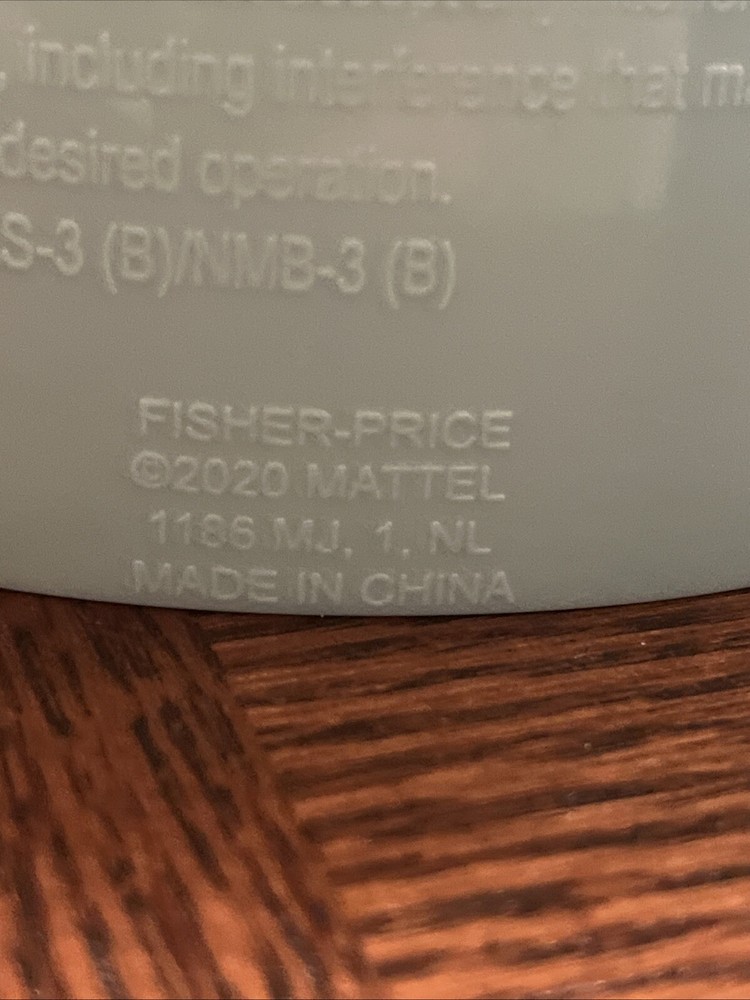 , including interference that
desired operation.
S-3 (B)/NMB-3 (B)
FISHER-PRICE
©2020 MATTEL
1186 MJ, 1, NL
MADE IN CHINA